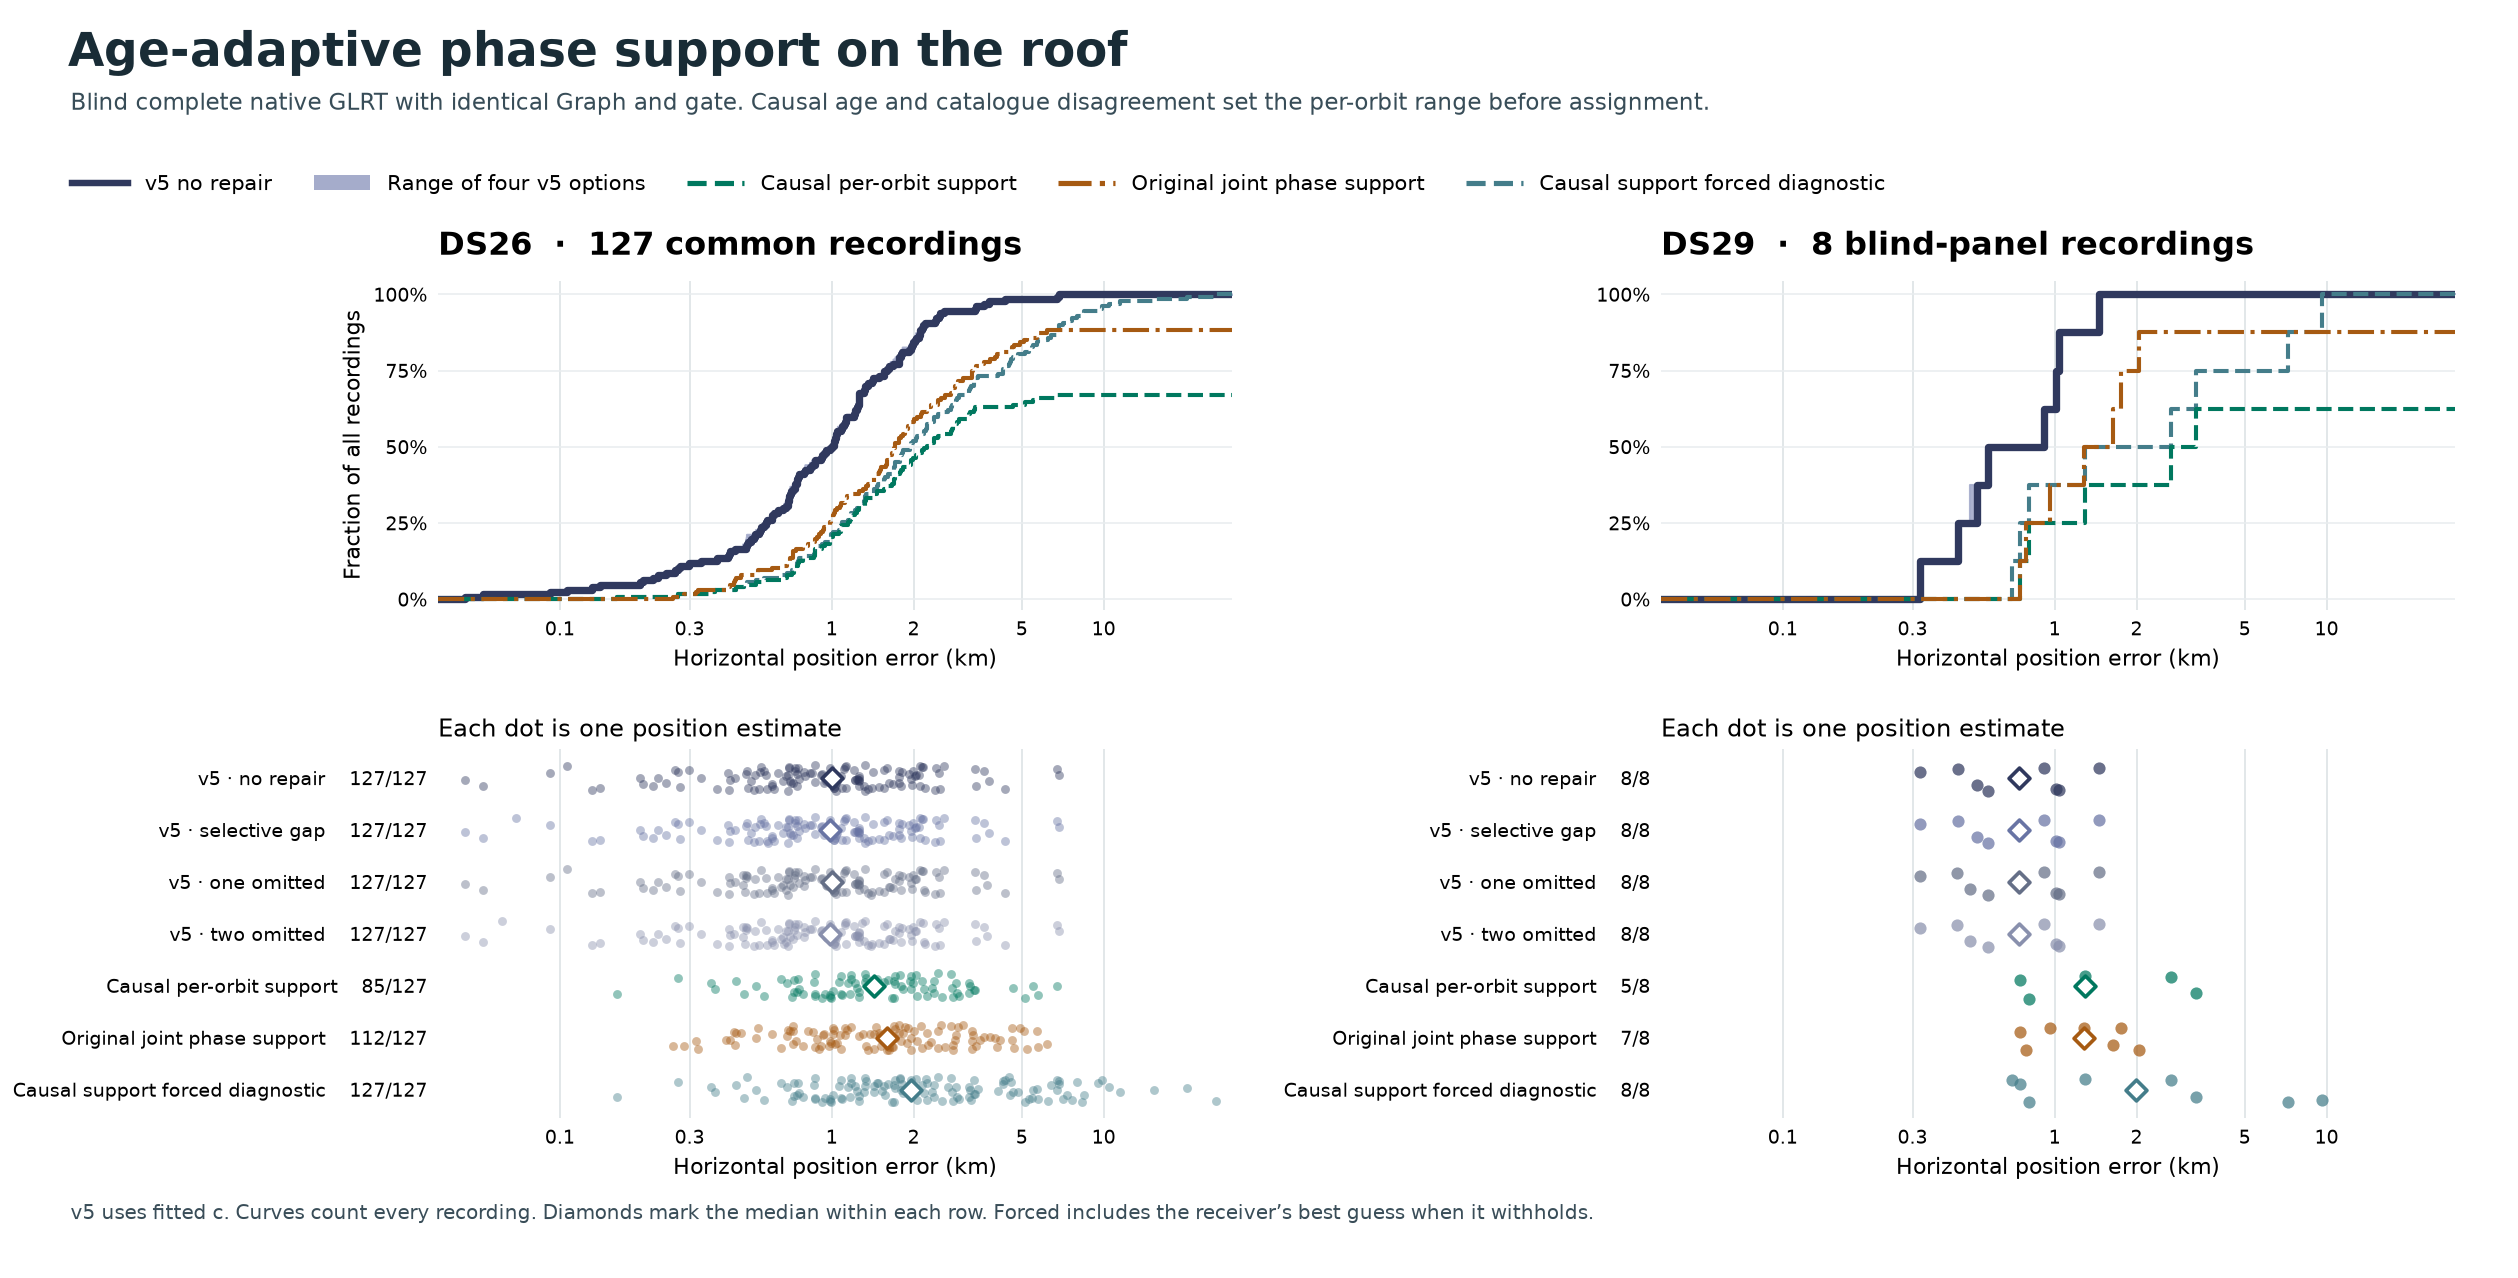 Age-adaptive phase support on the roof
Blind complete native GLRT with identical Graph and gate. Causal age and catalogue disagreement set the per-orbit range before assignment.
v5 no repair
Range of four v5 options
Causal per-orbit support
Original joint phase support
Causal support forced diagnostic
DS26 · 127 common recordings
Fraction of all recordings
100%
75%
50%
25%
0%
0.1 0.3 1 2 5 10
Horizontal position error (km)
DS29 · 8 blind-panel recordings
100%
75%
50%
25%
0%
0.1 0.3 1 2 5 10
Horizontal position error (km)
Each dot is one position estimate
v5 · no repair 127/127
v5 · selective gap 127/127
v5 · one omitted 127/127
v5 · two omitted 127/127
Causal per-orbit support 85/127
Original joint phase support 112/127
Causal support forced diagnostic 127/127
0.1 0.3 1 2 5 10
Horizontal position error (km)
Each dot is one position estimate
v5 · no repair 8/8
v5 · selective gap 8/8
v5 · one omitted 8/8
v5 · two omitted 8/8
Causal per-orbit support 5/8
Original joint phase support 7/8
Causal support forced diagnostic 8/8
0.1 0.3 1 2 5 10
Horizontal position error (km)
v5 uses fitted c. Curves count every recording. Diamonds mark the median within each row. Forced includes the receiver’s best guess when it withholds.